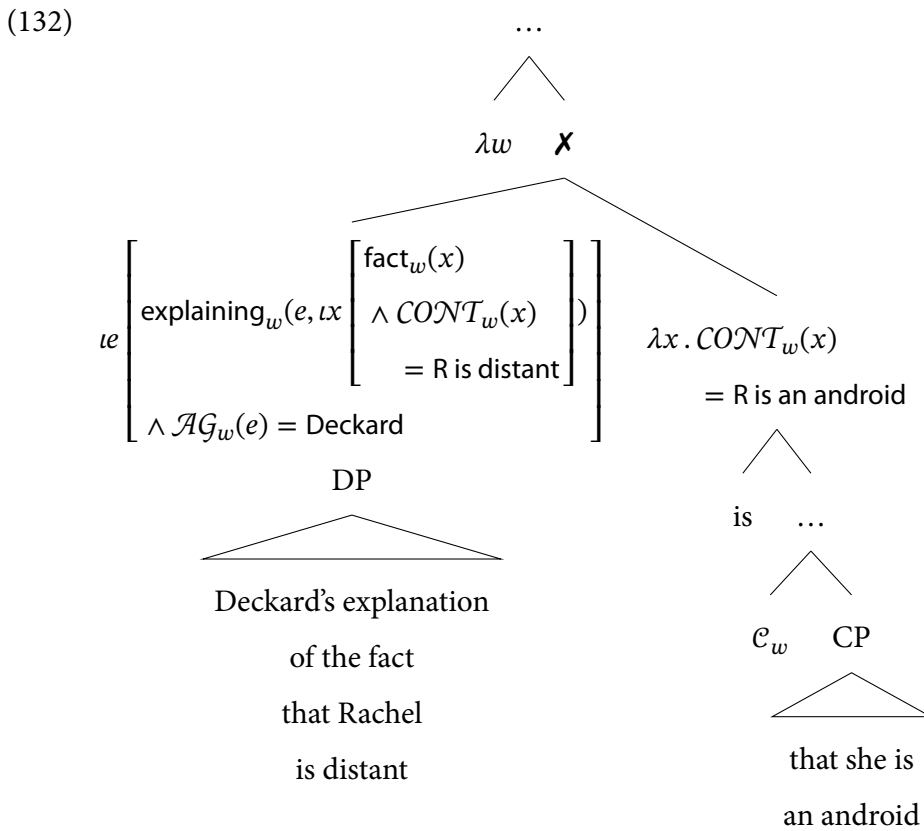 (132)
…
λw ✗
ιe [ explaining_w(e, ιx [ fact_w(x)
∧ 𝒞𝒪𝒩𝒯_w(x)
= R is distant ] )
∧ 𝒜𝒢_w(e) = Deckard ]
λx . 𝒞𝒪𝒩𝒯_w(x)
= R is an android
DP
Deckard’s explanation
of the fact
that Rachel
is distant
is …
𝒞_w CP
that she is
an android